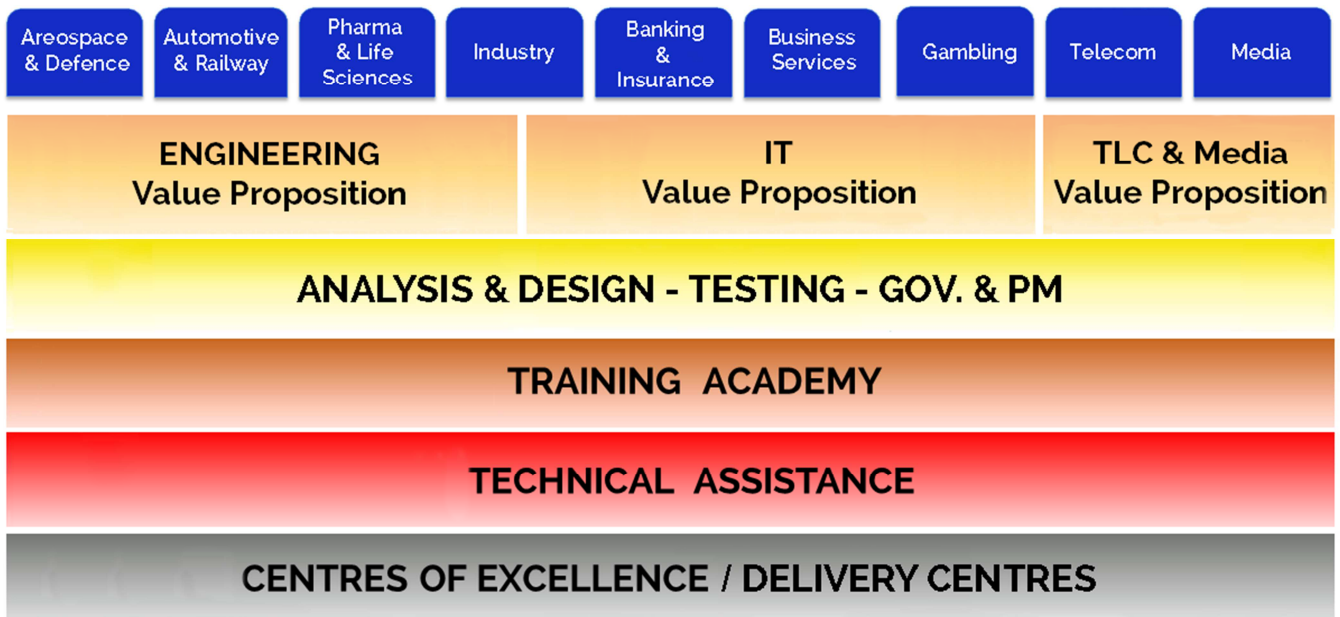 Areospace
& Defence
Automotive
& Railway
Pharma
& Life
Sciences
Industry
Banking
&
Insurance
Business
Services
Gambling
Telecom
Media
ENGINEERING
Value Proposition
IT
Value Proposition
TLC & Media
Value Proposition
ANALYSIS & DESIGN - TESTING - GOV. & PM
TRAINING ACADEMY
TECHNICAL ASSISTANCE
CENTRES OF EXCELLENCE / DELIVERY CENTRES